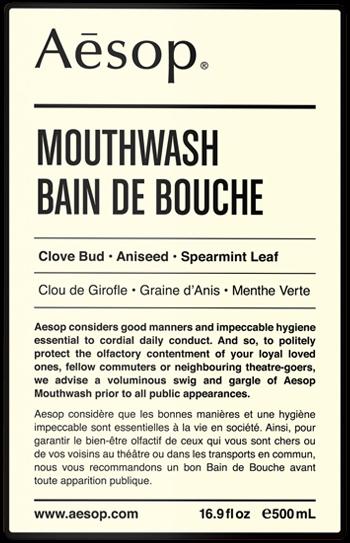 Aēsop®
MOUTHWASH
BAIN DE BOUCHE
Clove Bud • Aniseed • Spearmint Leaf
Clou de Girofle • Graine d'Anis • Menthe Verte
Aesop considers good manners and impeccable hygiene
essential to cordial daily conduct. And so, to politely
protect the olfactory contentment of your loyal loved
ones, fellow commuters or neighbouring theatre-goers,
we advise a voluminous swig and gargle of Aesop
Mouthwash prior to all public appearances.
Aesop considère que les bonnes manières et une hygiène
impeccable sont essentielles à la vie en société. Ainsi, pour
garantir le bien-être olfactif de ceux qui vous sont chers ou
de vos voisins au théâtre ou dans les transports en commun,
nous vous recommandons un bon Bain de Bouche avant
toute apparition publique.
www.aesop.com 16.9 fl oz ℮500 mL